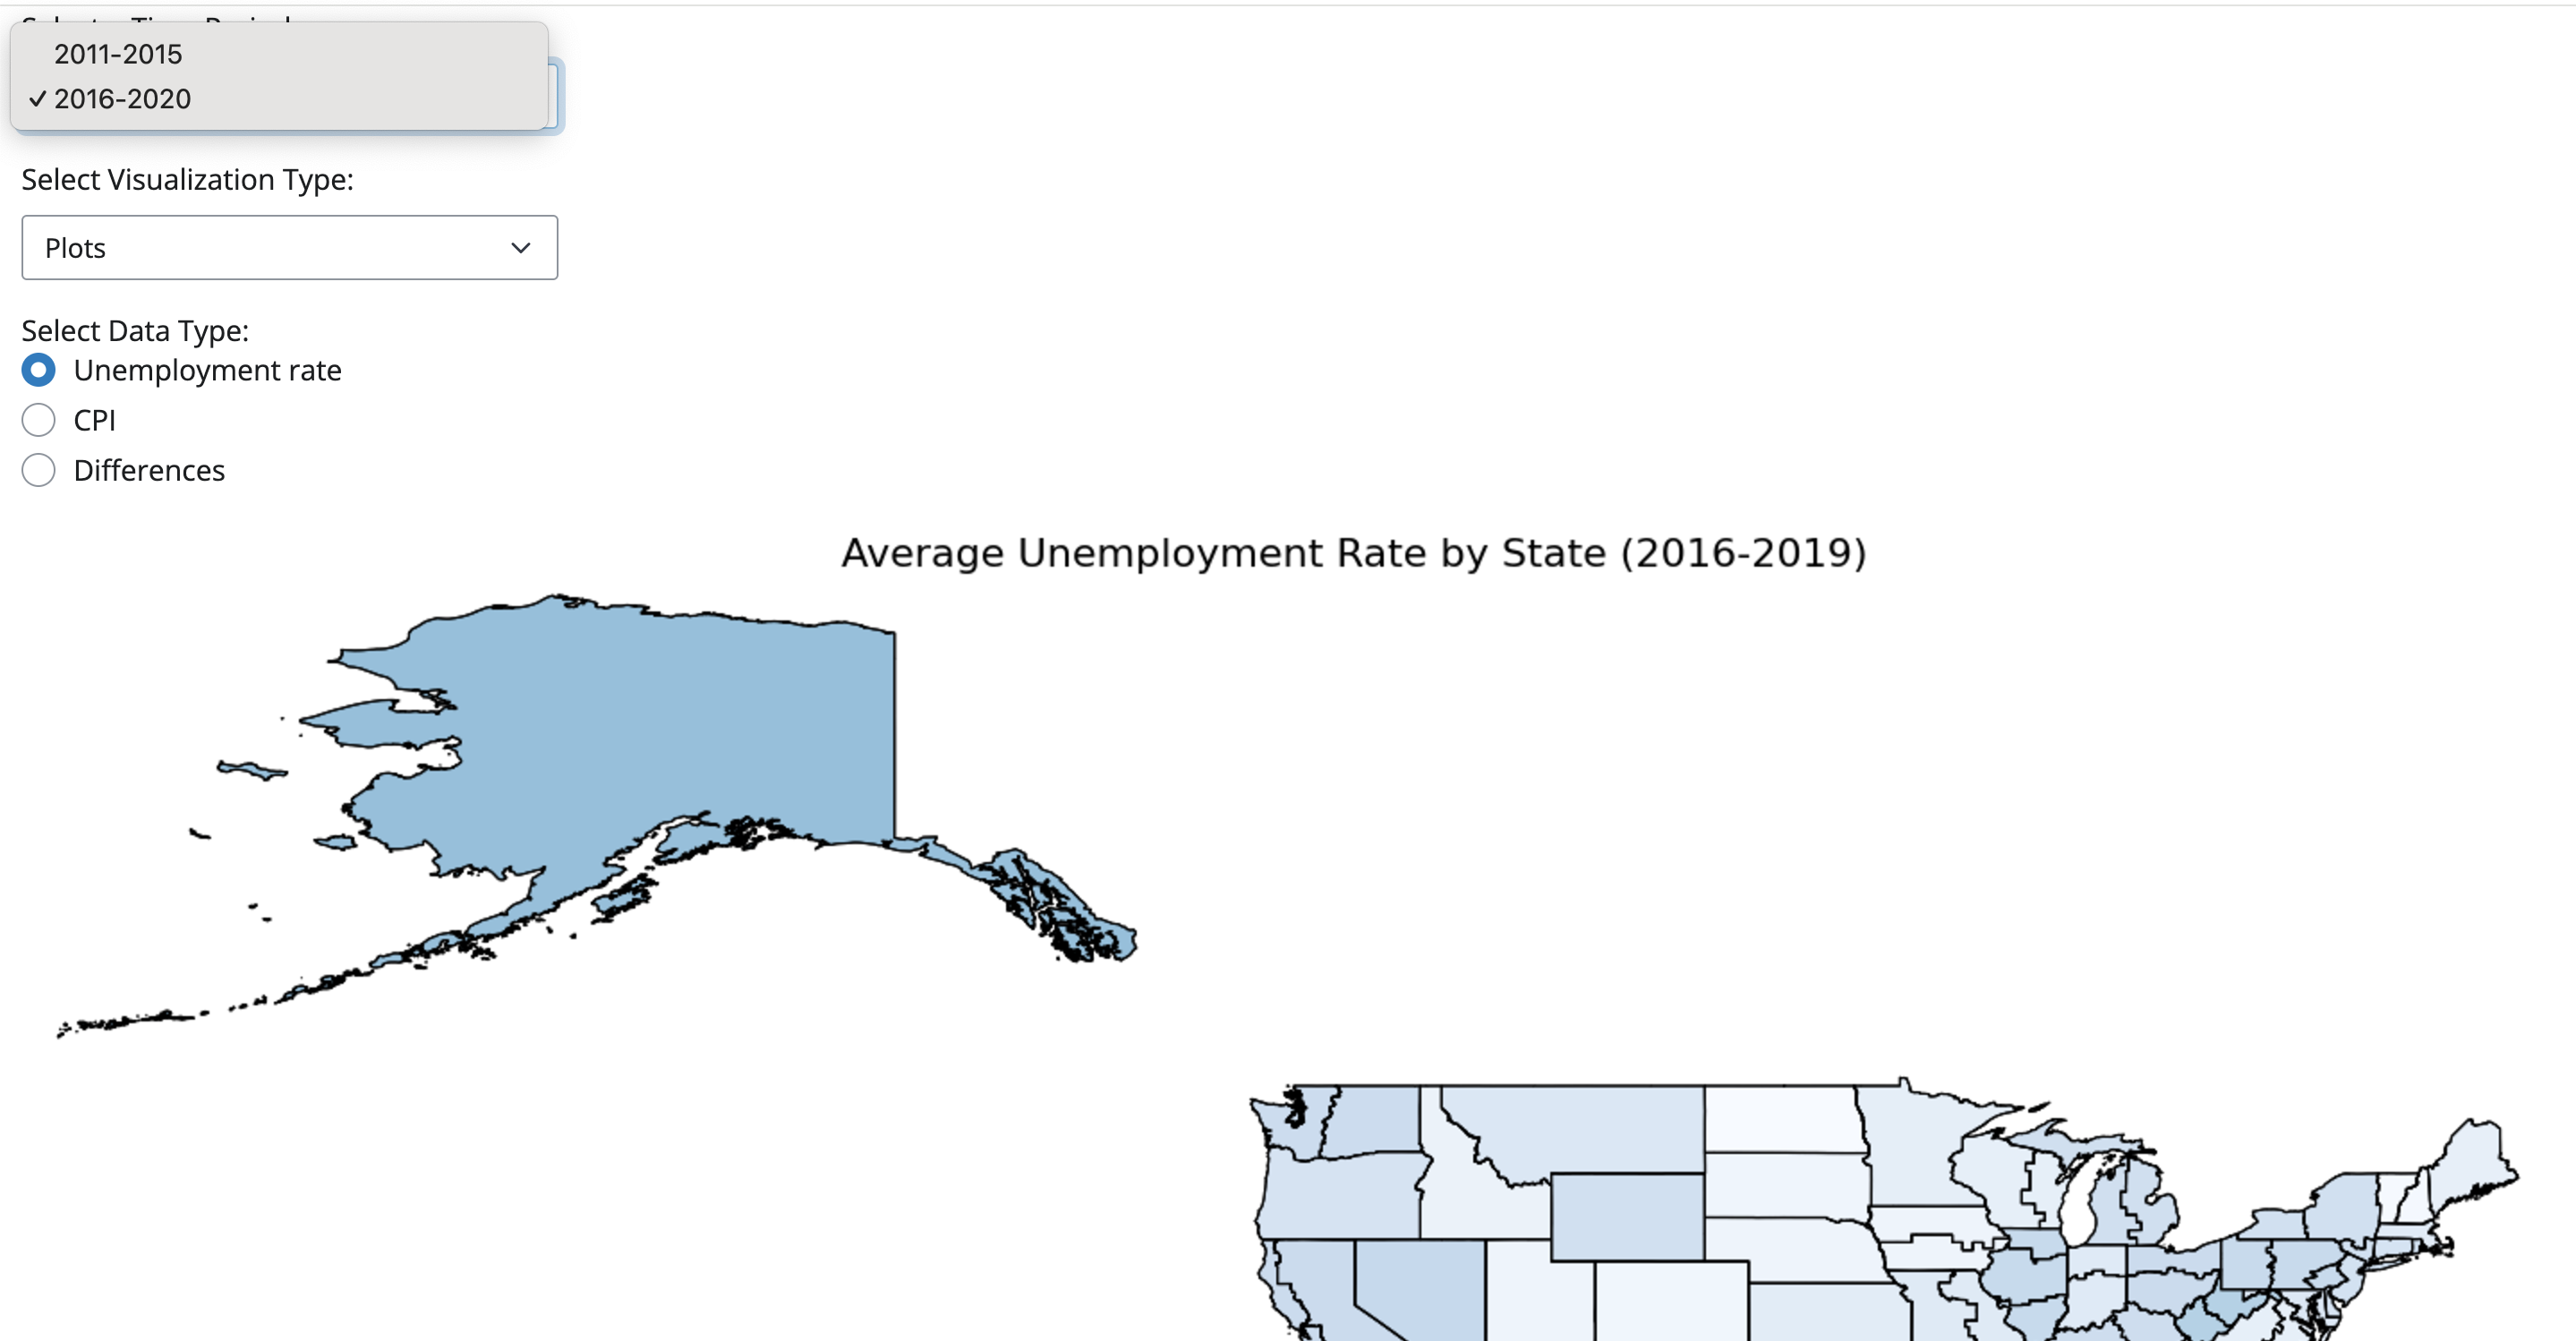 2011-2015
✓ 2016-2020
Select Visualization Type:
Plots
Select Data Type:
Unemployment rate
CPI
Differences
Average Unemployment Rate by State (2016-2019)